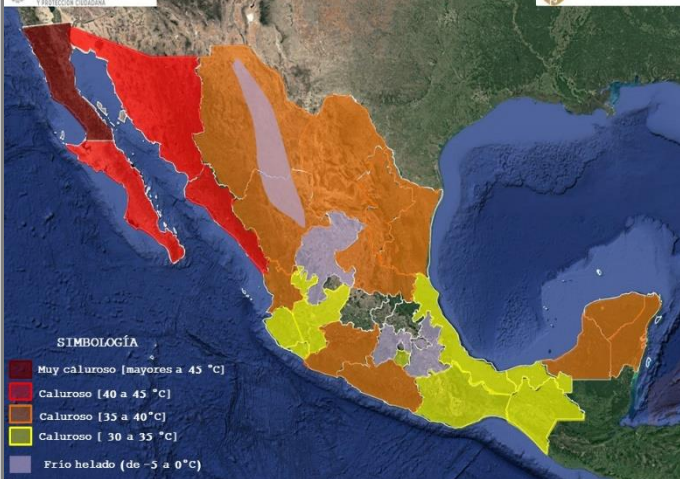 Y PROTECCIÓN CIUDADANA
SIMBOLOGÍA
Muy caluroso [mayores a 45 °C]
Caluroso [40 a 45 °C]
Caluroso [35 a 40°C]
Caluroso [ 30 a 35 °C]
Frío helado (de -5 a 0°C)